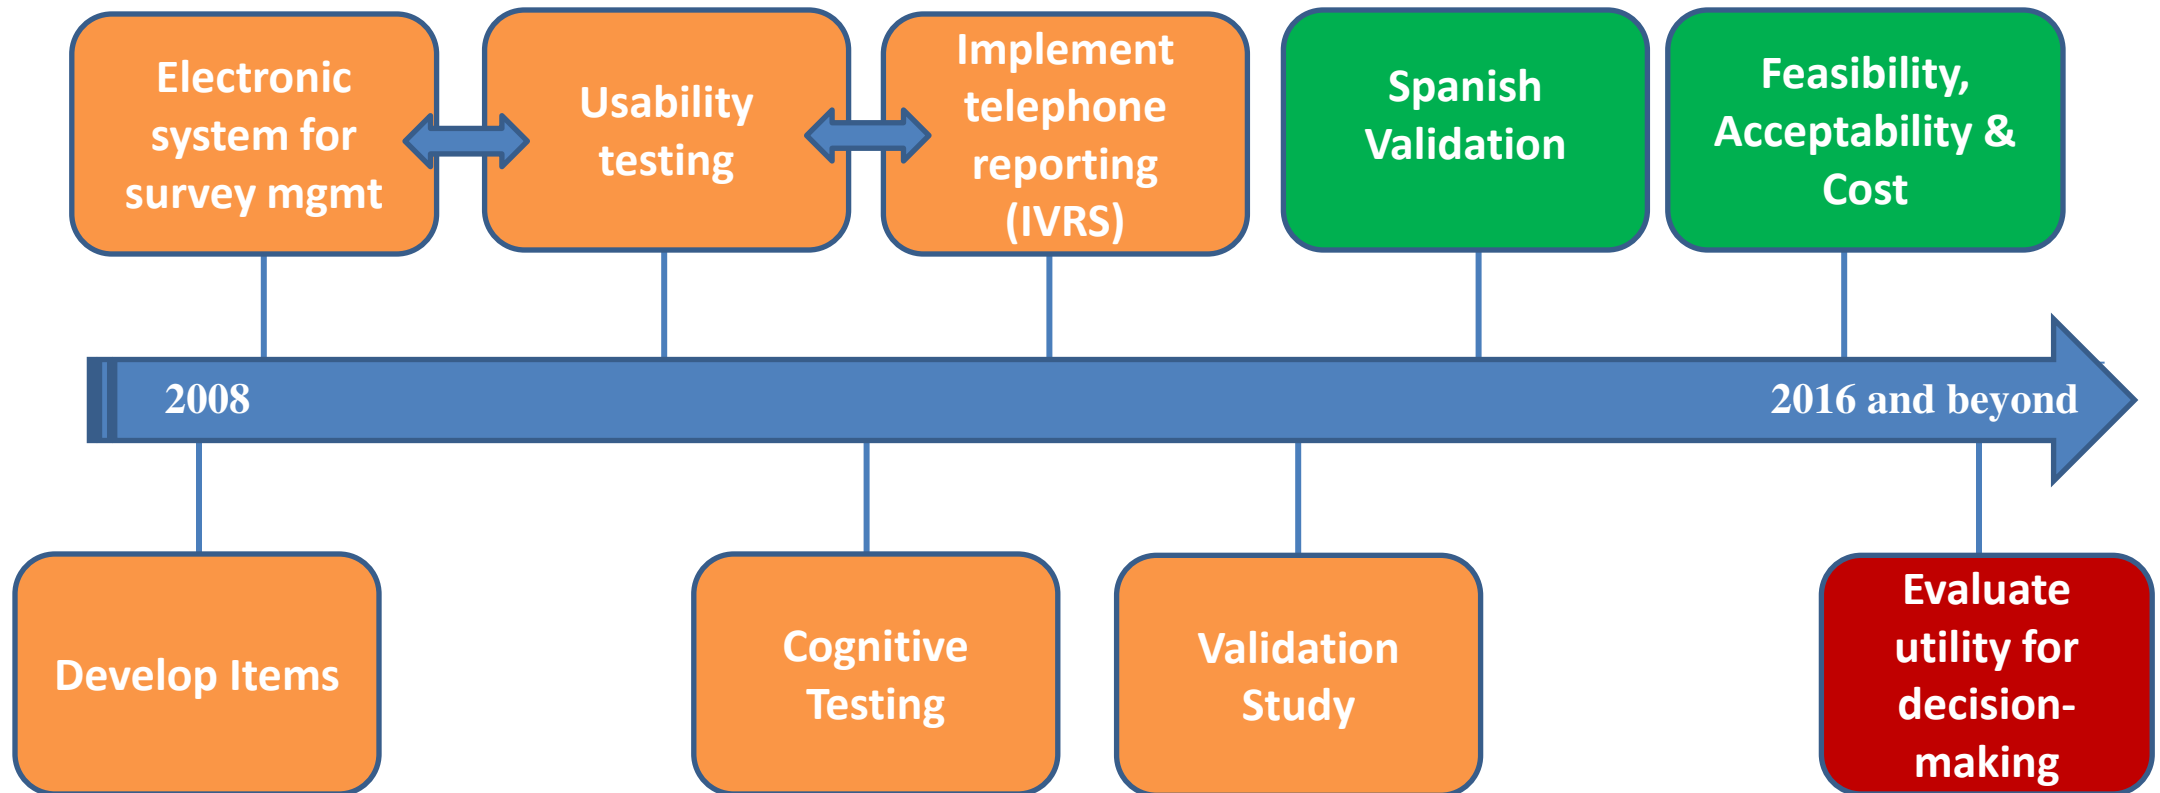 Electronic
system for
survey mgmt
Usability
testing
Implement
telephone
reporting
(IVRS)
Spanish
Validation
Feasibility,
Acceptability &
Cost
2008
2016 and beyond
Develop Items
Cognitive
Testing
Validation
Study
Evaluate
utility for
decision-
making